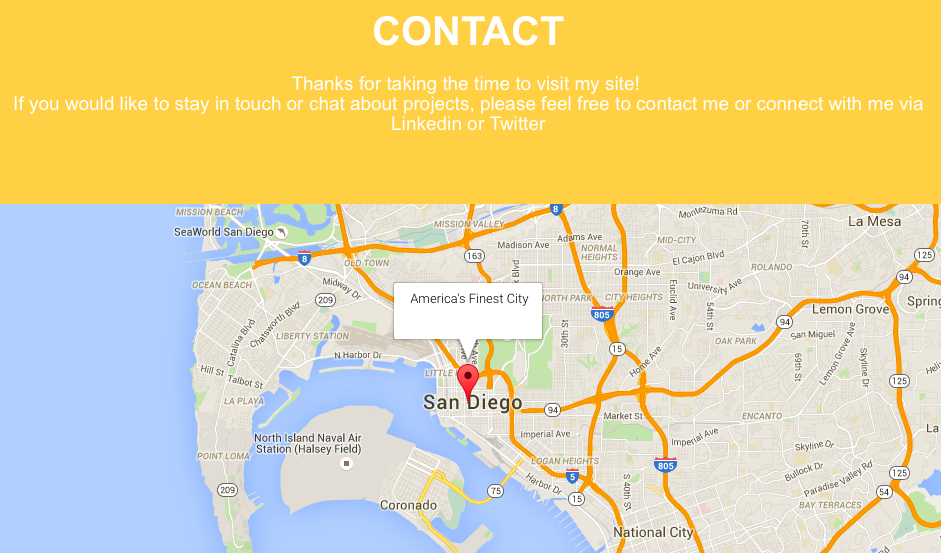 CONTACT
Thanks for taking the time to visit my site!
If you would like to stay in touch or chat about projects, please feel free to contact me or connect with me via
Linkedin or Twitter
MISSION BEACH
SeaWorld San Diego
8
8
OLD TOWN
MISSION VALLEY
163
Madison Ave
Adams Ave
NORMAL
HEIGHTS
Montezuma Rd
MID-CITY
El Cajon Blvd
70th St
La Mesa
125
ROLANDO
94
OCEAN BEACH
Midway Dr
209
Orange Ave
University Ave
Spring
America's Finest City
NORTH PARK
CITY HEIGHTS
Euclid Ave
54th St
Lemon Grove
805
94
Catalina Blvd
Chatsworth Blvd
LIBERTY STATION
N Harbor Dr
30th St
15
Home Ave
OAK PARK
San Miguel
69th St
Lemon Grove Ave
Skyline Dr
Hill St
Talbot St
LA PLAYA
LITTLE
San Diego
94
Market St
ENCANTO
125
North Island Naval Air
Station (Halsey Field)
Imperial Ave
Imperial Ave
Skyline Dr
La
POINT LOMA
LOGAN HEIGHTS
805
Bullock Dr
Paradise Valley Rd
125
209
75
Harbor Dr
5
15
S 40th St
54
Coronado
BAY TERRACES
National City